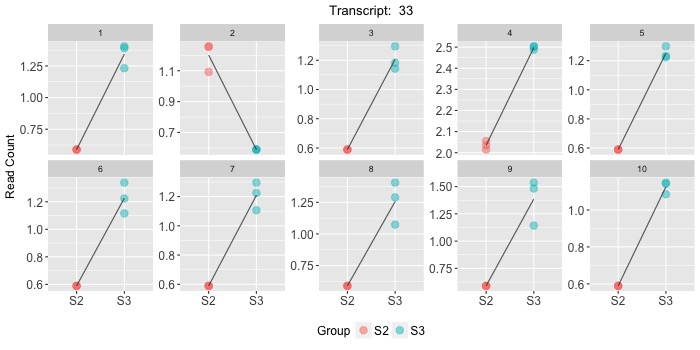 Transcript: 33
Read Count
1 2 3 4 5
1.25 1.00 0.75
1.1 0.9 0.7
1.2 1.0 0.8 0.6
2.5 2.4 2.3 2.2 2.1 2.0
1.2 1.0 0.8 0.6
6 7 8 9 10
1.2 1.0 0.8 0.6
1.2 1.0 0.8 0.6
1.25 1.00 0.75
1.50 1.25 1.00 0.75
1.0 0.8 0.6
S2 S3 S2 S3 S2 S3 S2 S3 S2 S3
Group S2 S3